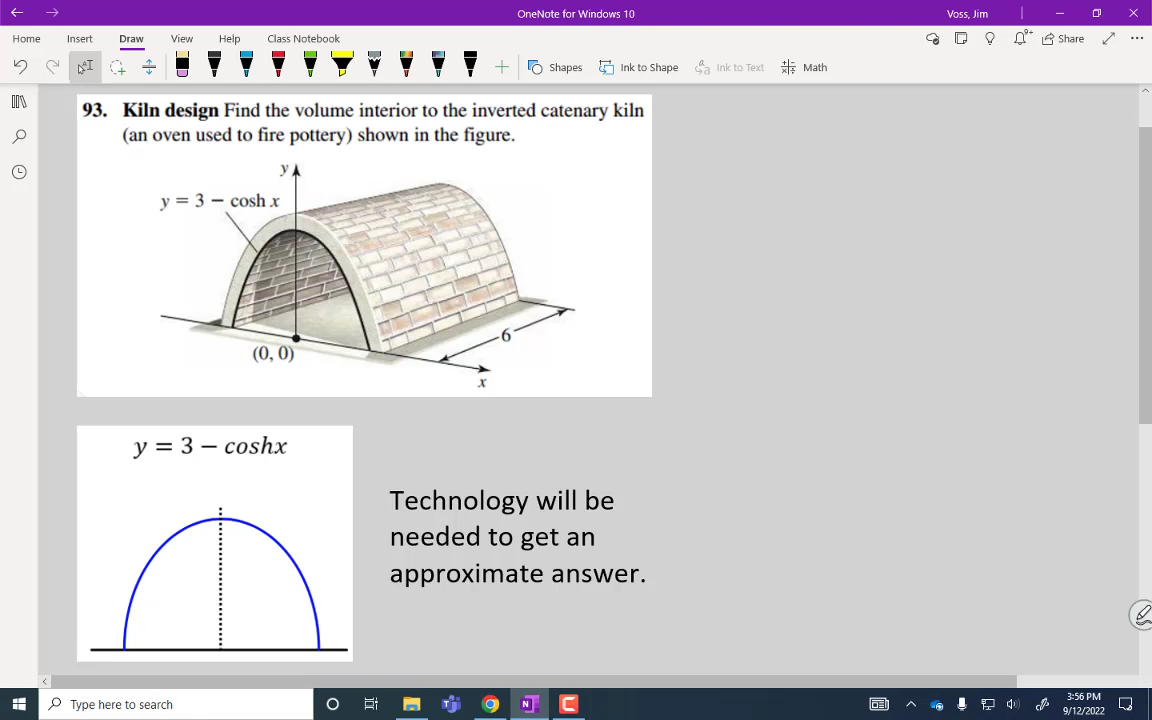 OneNote for Windows 10
Voss, Jim
Home Insert Draw View Help Class Notebook
Share
Shapes Ink to Shape Ink to Text Math
93. Kiln design Find the volume interior to the inverted catenary kiln
(an oven used to fire pottery) shown in the figure.
y
y = 3 − cosh x
6
(0, 0)
x
y = 3 − coshx
Technology will be
needed to get an
approximate answer.
Type here to search
3:56 PM
9/12/2022